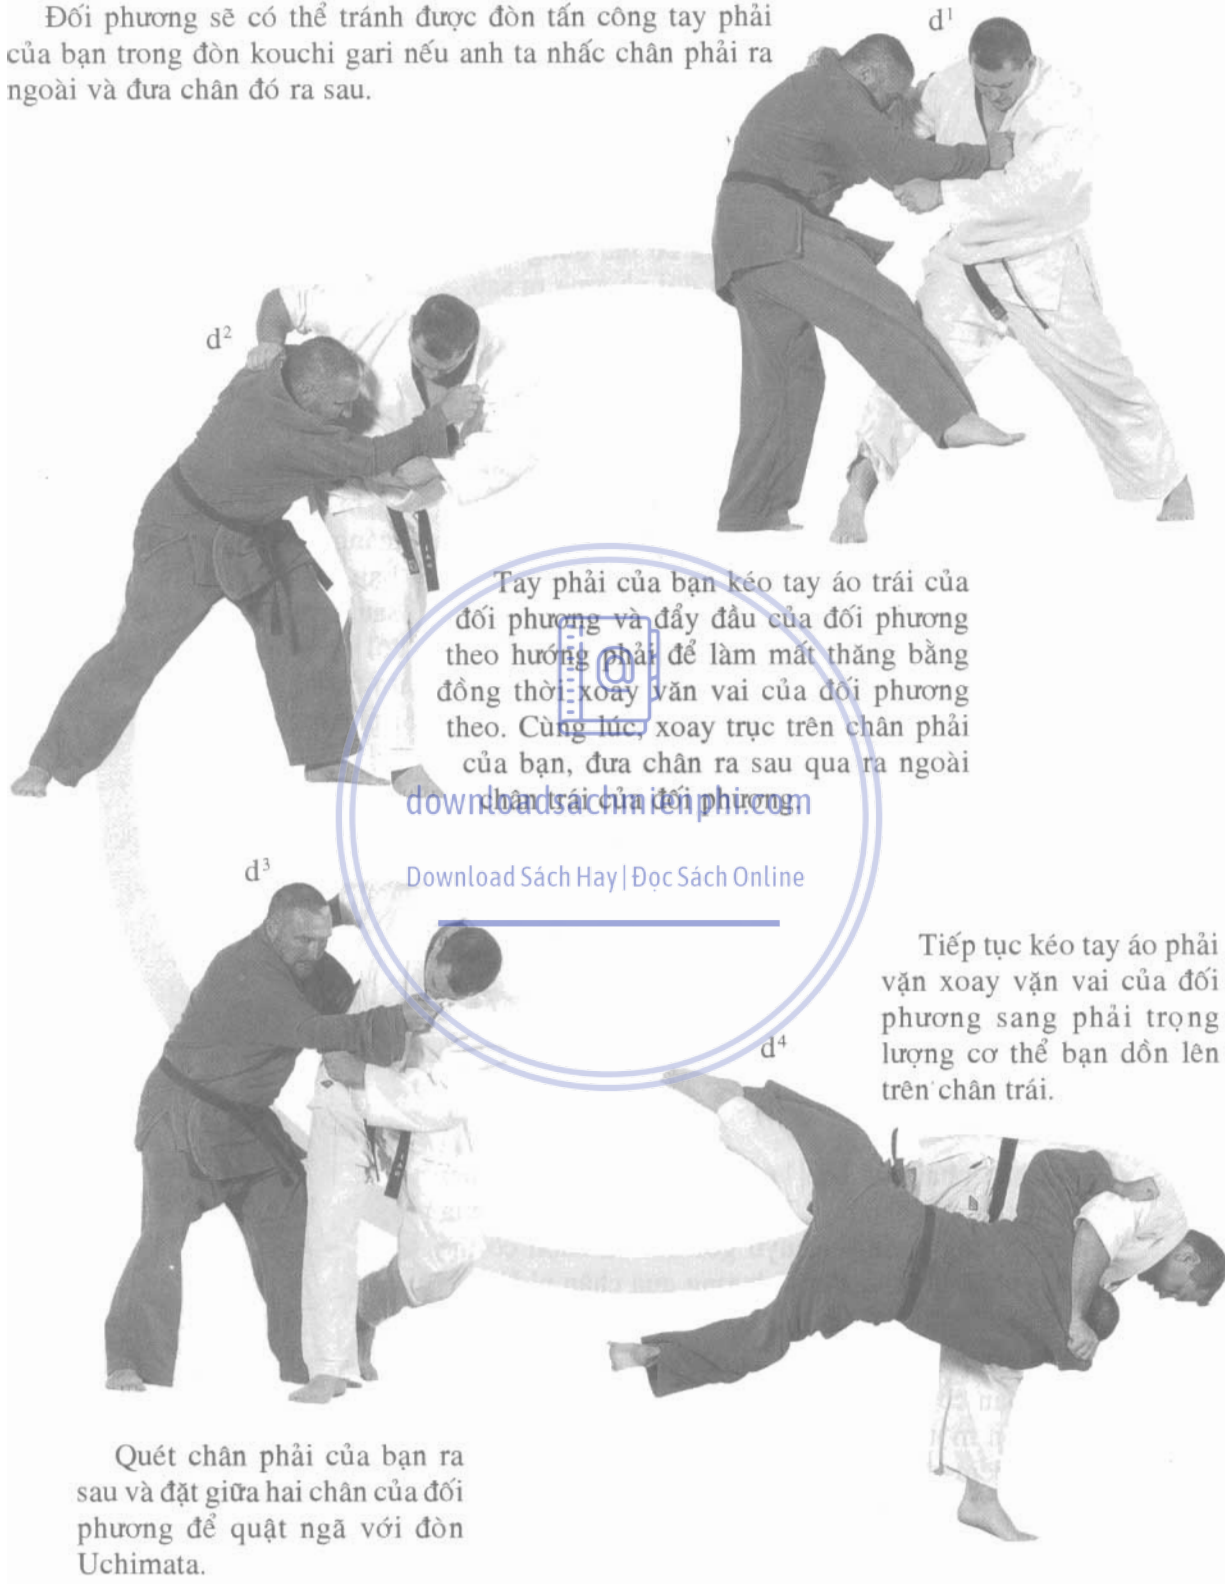 Đối phương sẽ có thể tránh được đòn tấn công tay phải
của bạn trong đòn kouchi gari nếu anh ta nhấc chân phải ra
ngoài và đưa chân đó ra sau.
d¹
d²
Tay phải của bạn kéo tay áo trái của
đối phương và đẩy đầu của đối phương
theo hướng phải để làm mất thăng bằng
đồng thời xoay văn vai của đối phương
theo. Cùng lúc, xoay trục trên chân phải
của bạn, đưa chân ra sau qua ra ngoài
chân trái của đối phương.
downloadsachmienphi.com
Download Sách Hay | Đọc Sách Online
d³
Tiếp tục kéo tay áo phải
vặn xoay vặn vai của đối
phương sang phải trọng
lượng cơ thể bạn dồn lên
trên chân trái.
d⁴
Quét chân phải của bạn ra
sau và đặt giữa hai chân của đối
phương để quật ngã với đòn
Uchimata.